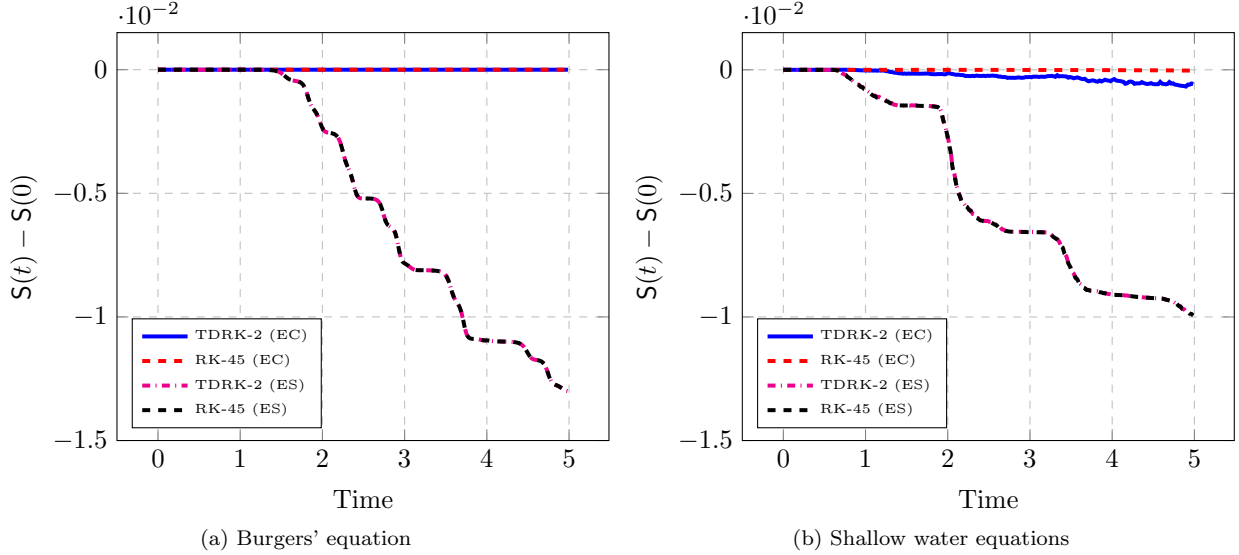 ·10−2
0
−0.5
−1
−1.5
S(t) − S(0)
0 1 2 3 4 5
Time
TDRK-2 (EC)
RK-45 (EC)
TDRK-2 (ES)
RK-45 (ES)
(a) Burgers’ equation
·10−2
0
−0.5
−1
−1.5
S(t) − S(0)
0 1 2 3 4 5
Time
TDRK-2 (EC)
RK-45 (EC)
TDRK-2 (ES)
RK-45 (ES)
(b) Shallow water equations